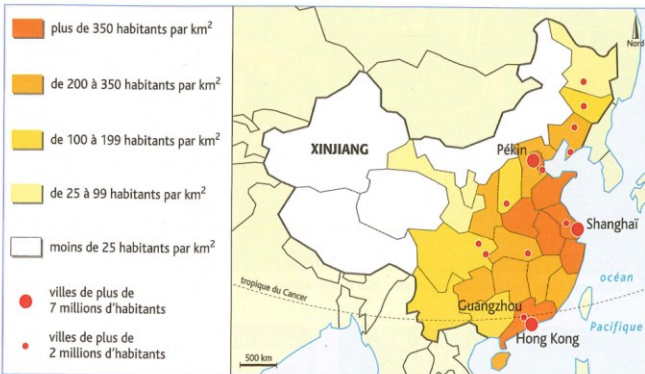 plus de 350 habitants par km²
de 200 à 350 habitants par km²
de 100 à 199 habitants par km²
de 25 à 99 habitants par km²
moins de 25 habitants par km²
villes de plus de
7 millions d'habitants
villes de plus de
2 millions d'habitants
Nord
XINJIANG
Pékin
Shanghaï
océan
tropique du Cancer
Guangzhou
Pacifique
Hong Kong
500 km